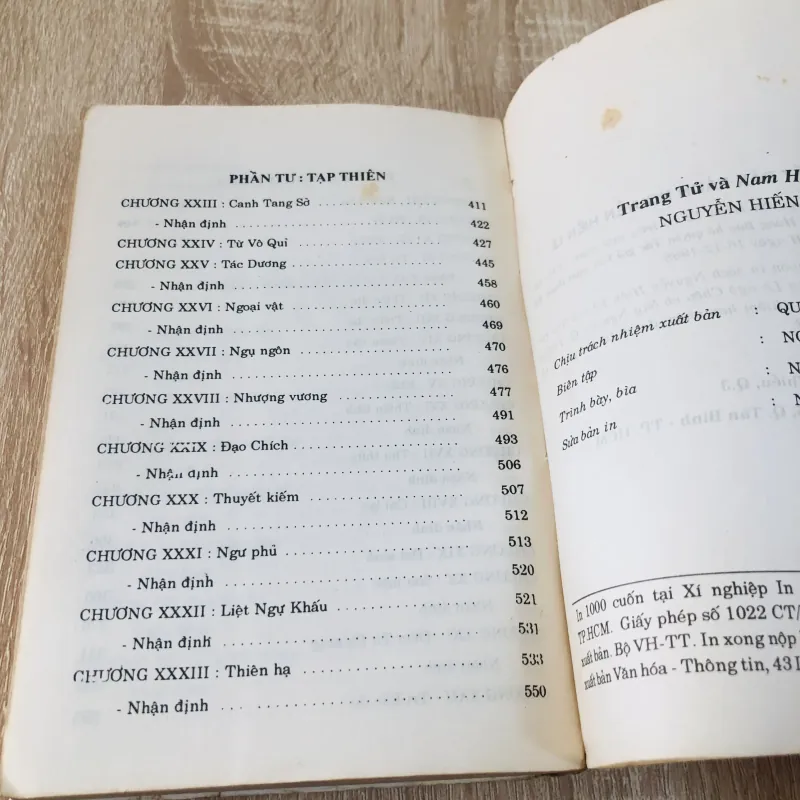 PHẦN TƯ : TẠP THIÊN
CHƯƠNG XXIII : Canh Tang Sở 411
- Nhận định 422
CHƯƠNG XXIV : Từ Vô Quỉ 427
CHƯƠNG XXV : Tắc Dương 445
- Nhận định 458
CHƯƠNG XXVI : Ngoại vật 460
- Nhận định 469
CHƯƠNG XXVII : Ngụ ngôn 470
- Nhận định 476
CHƯƠNG XXVIII : Nhượng vương 477
- Nhận định 491
CHƯƠNG XXIX : Đạo Chích 493
- Nhận định 506
CHƯƠNG XXX : Thuyết kiếm 507
- Nhận định 512
CHƯƠNG XXXI : Ngư phủ 513
- Nhận định 520
CHƯƠNG XXXII : Liệt Ngự Khấu 521
- Nhận định 531
CHƯƠNG XXXIII : Thiên hạ 533
- Nhận định 550
Trang Tử và Nam H
NGUYỄN HIẾN
Chịu trách nhiệm xuất bản : QU
Biên tập : NG
Trình bày, bìa : N
Sửa bản in : N
In 1000 cuốn tại Xí nghiệp In
TP.HCM. Giấy phép số 1022 CT/
xuất bản. Bộ VH-TT. In xong nộp
xuất bản Văn hóa - Thông tin, 43 L